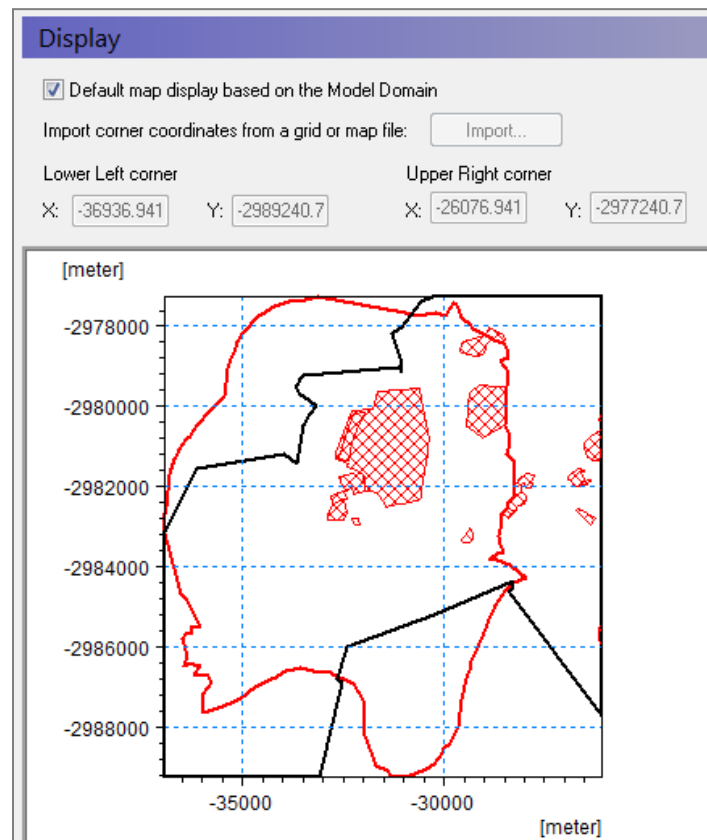 Display
Default map display based on the Model Domain
Import corner coordinates from a grid or map file: Import...
Lower Left corner Upper Right corner
X: -36936.941 Y: -2989240.7 X: -26076.941 Y: -2977240.7
[meter]
-2978000
-2980000
-2982000
-2984000
-2986000
-2988000
-35000 -30000
[meter]